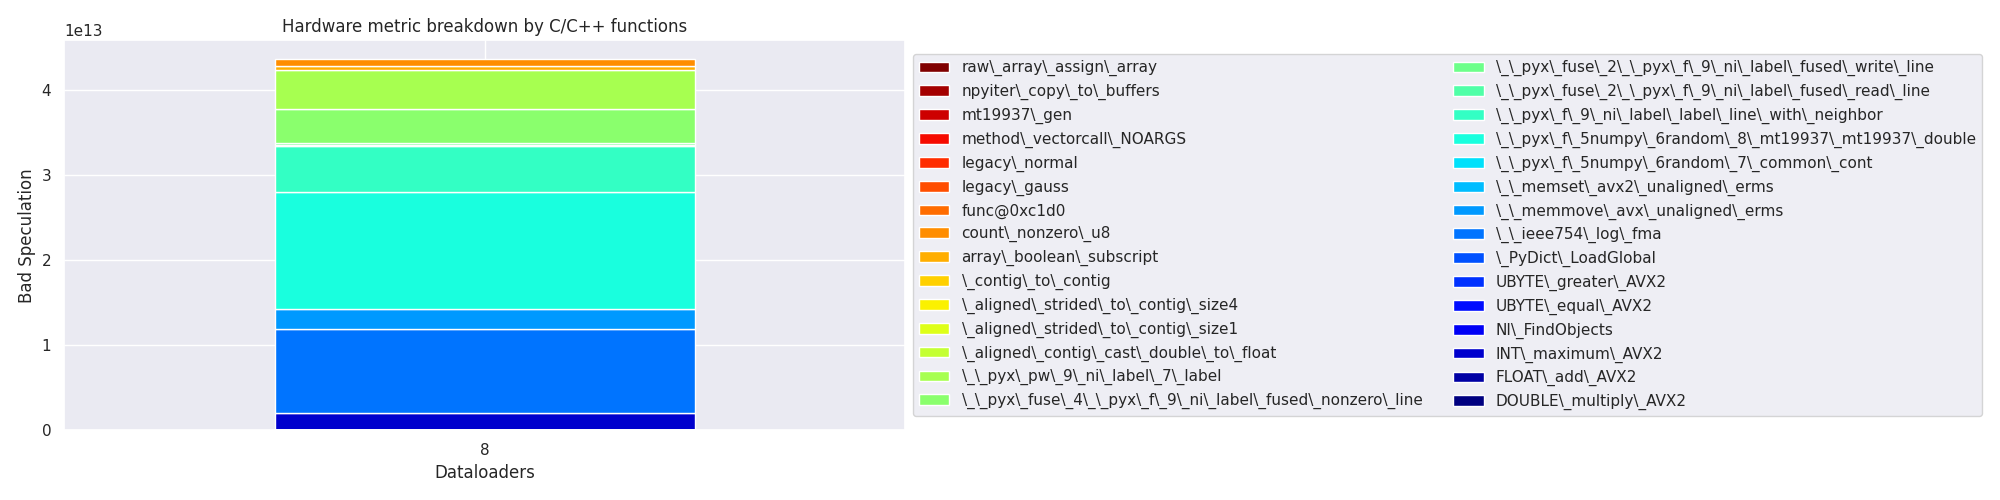 Hardware metric breakdown by C/C++ functions
1e13
4
3
2
1
0
Bad Speculation
8
Dataloaders
raw\_array\_assign\_array
npyiter\_copy\_to\_buffers
mt19937\_gen
method\_vectorcall\_NOARGS
legacy\_normal
legacy\_gauss
func@0xc1d0
count\_nonzero\_u8
array\_boolean\_subscript
\_contig\_to\_contig
\_aligned\_strided\_to\_contig\_size4
\_aligned\_strided\_to\_contig\_size1
\_aligned\_contig\_cast\_double\_to\_float
\_\_pyx\_pw\_9\_ni\_label\_7\_label
\_\_pyx\_fuse\_4\_\_pyx\_f\_9\_ni\_label\_fused\_nonzero\_line
\_\_pyx\_fuse\_2\_\_pyx\_f\_9\_ni\_label\_fused\_write\_line
\_\_pyx\_fuse\_2\_\_pyx\_f\_9\_ni\_label\_fused\_read\_line
\_\_pyx\_f\_9\_ni\_label\_label\_line\_with\_neighbor
\_\_pyx\_f\_5numpy\_6random\_8\_mt19937\_mt19937\_double
\_\_pyx\_f\_5numpy\_6random\_7\_common\_cont
\_\_memset\_avx2\_unaligned\_erms
\_\_memmove\_avx\_unaligned\_erms
\_\_ieee754\_log\_fma
\_PyDict\_LoadGlobal
UBYTE\_greater\_AVX2
UBYTE\_equal\_AVX2
NI\_FindObjects
INT\_maximum\_AVX2
FLOAT\_add\_AVX2
DOUBLE\_multiply\_AVX2